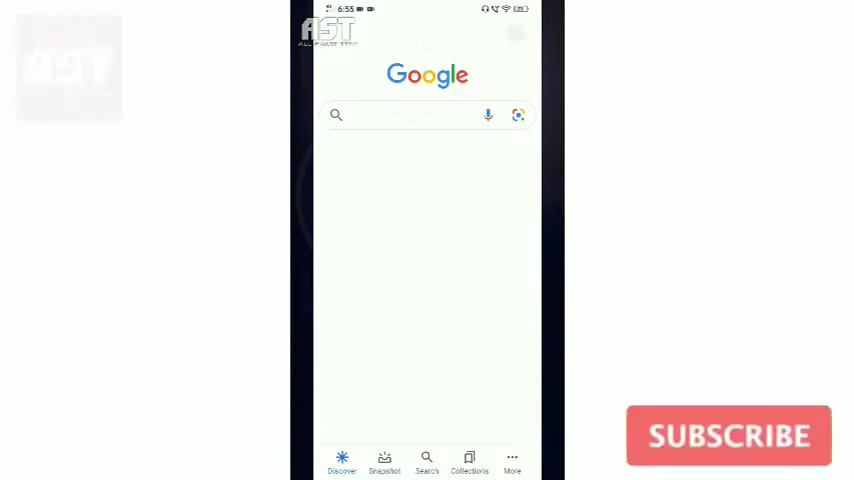 6:55
AST
Google
Discover
Snapshot
Search
Collections
More
SUBSCRIBE